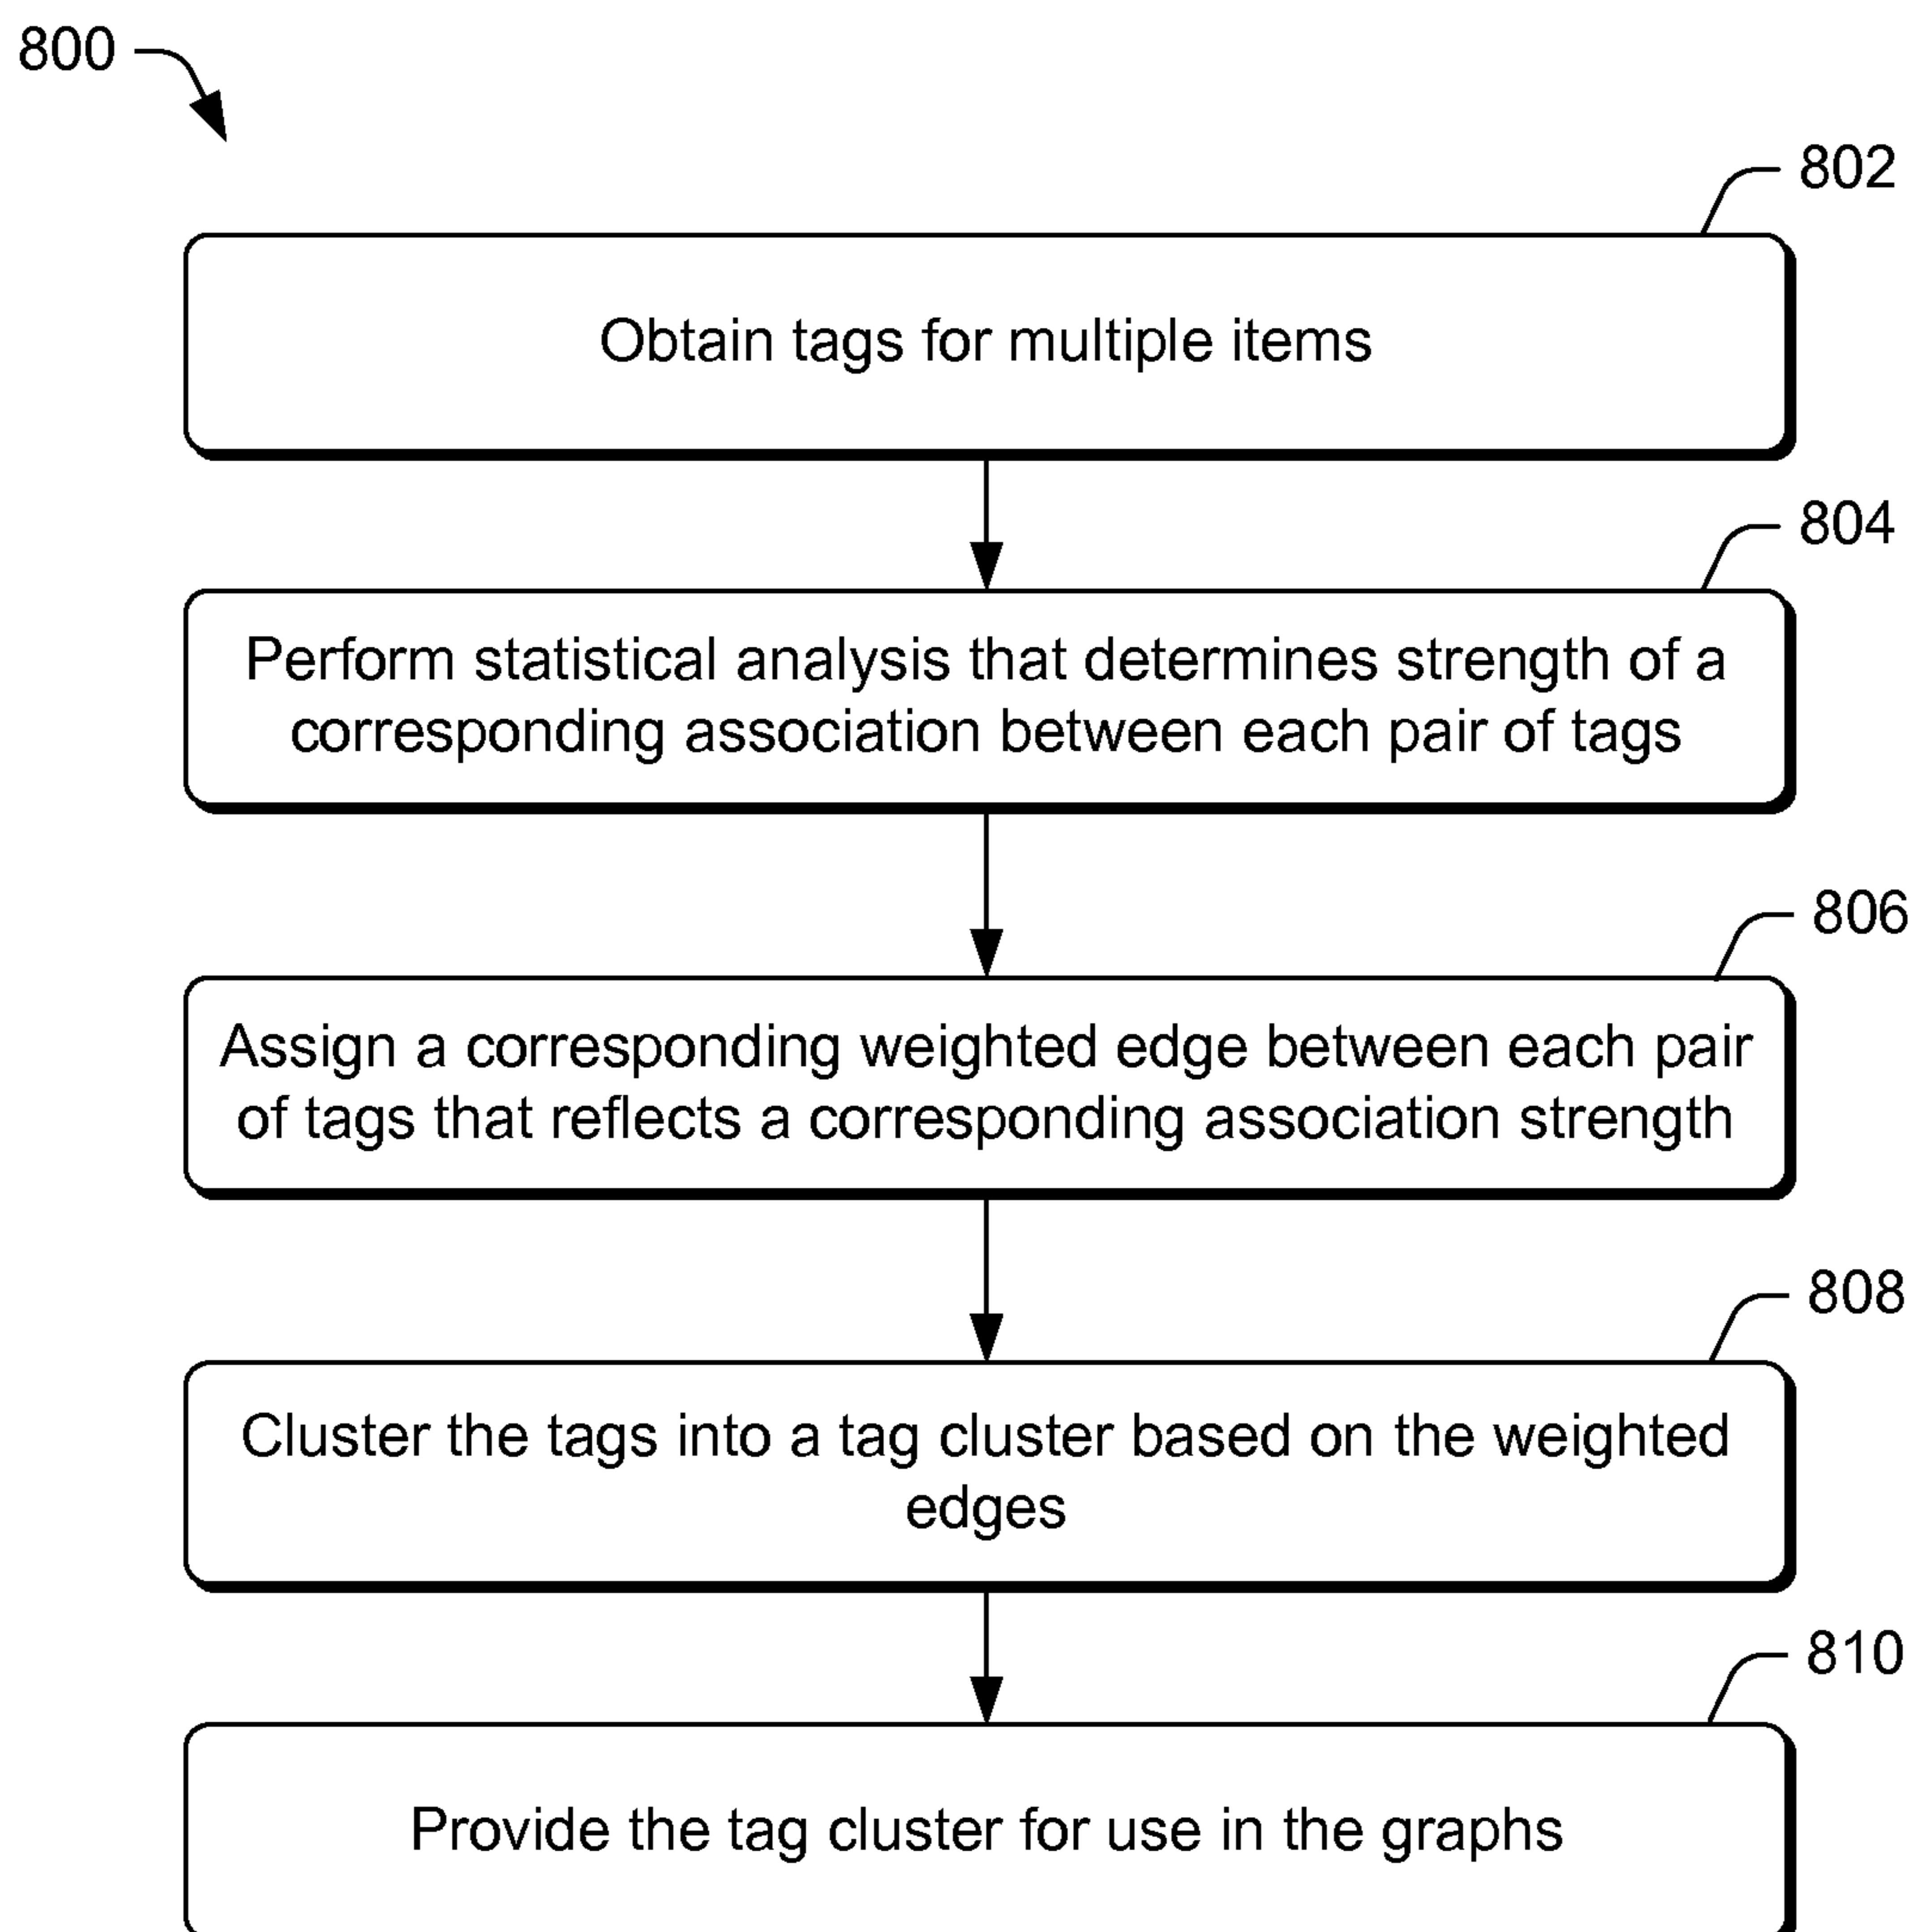 800
802
Obtain tags for multiple items
804
Perform statistical analysis that determines strength of a
corresponding association between each pair of tags
806
Assign a corresponding weighted edge between each pair
of tags that reflects a corresponding association strength
808
Cluster the tags into a tag cluster based on the weighted
edges
810
Provide the tag cluster for use in the graphs